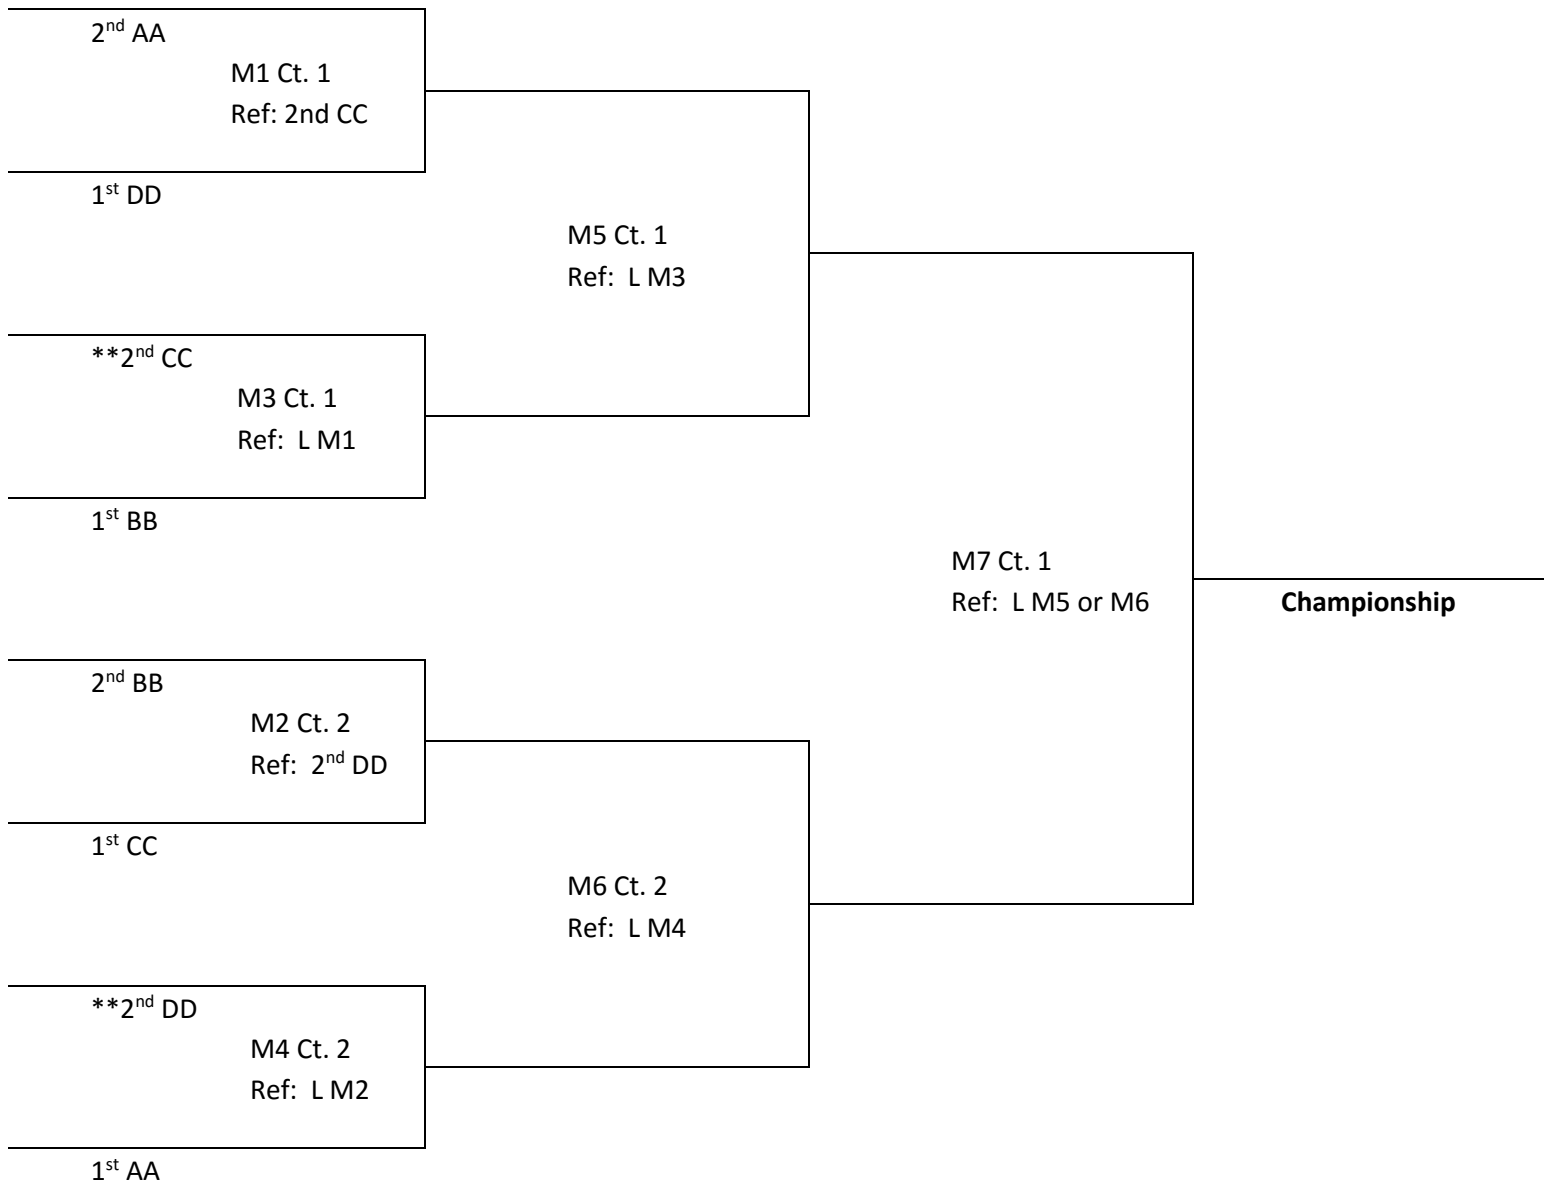 2nd AA
M1 Ct. 1
Ref: 2nd CC
1st DD
M5 Ct. 1
Ref:  L M3
**2nd CC
M3 Ct. 1
Ref:  L M1
1st BB
M7 Ct. 1
Ref:  L M5 or M6
Championship
2nd BB
M2 Ct. 2
Ref:  2nd DD
1st CC
M6 Ct. 2
Ref:  L M4
**2nd DD
M4 Ct. 2
Ref:  L M2
1st AA